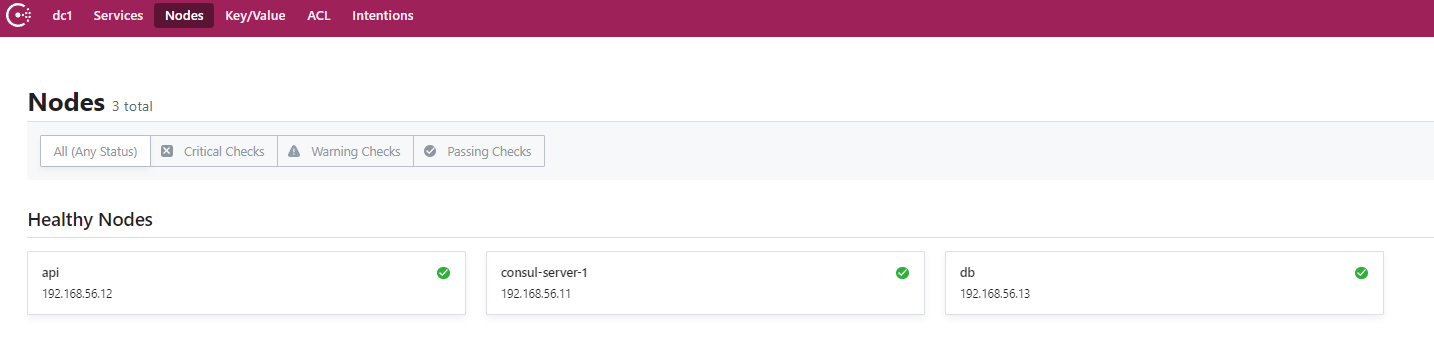 dc1 Services Nodes Key/Value ACL Intentions
Nodes 3 total
All (Any Status) Critical Checks Warning Checks Passing Checks
Healthy Nodes
api
192.168.56.12
consul-server-1
192.168.56.11
db
192.168.56.13